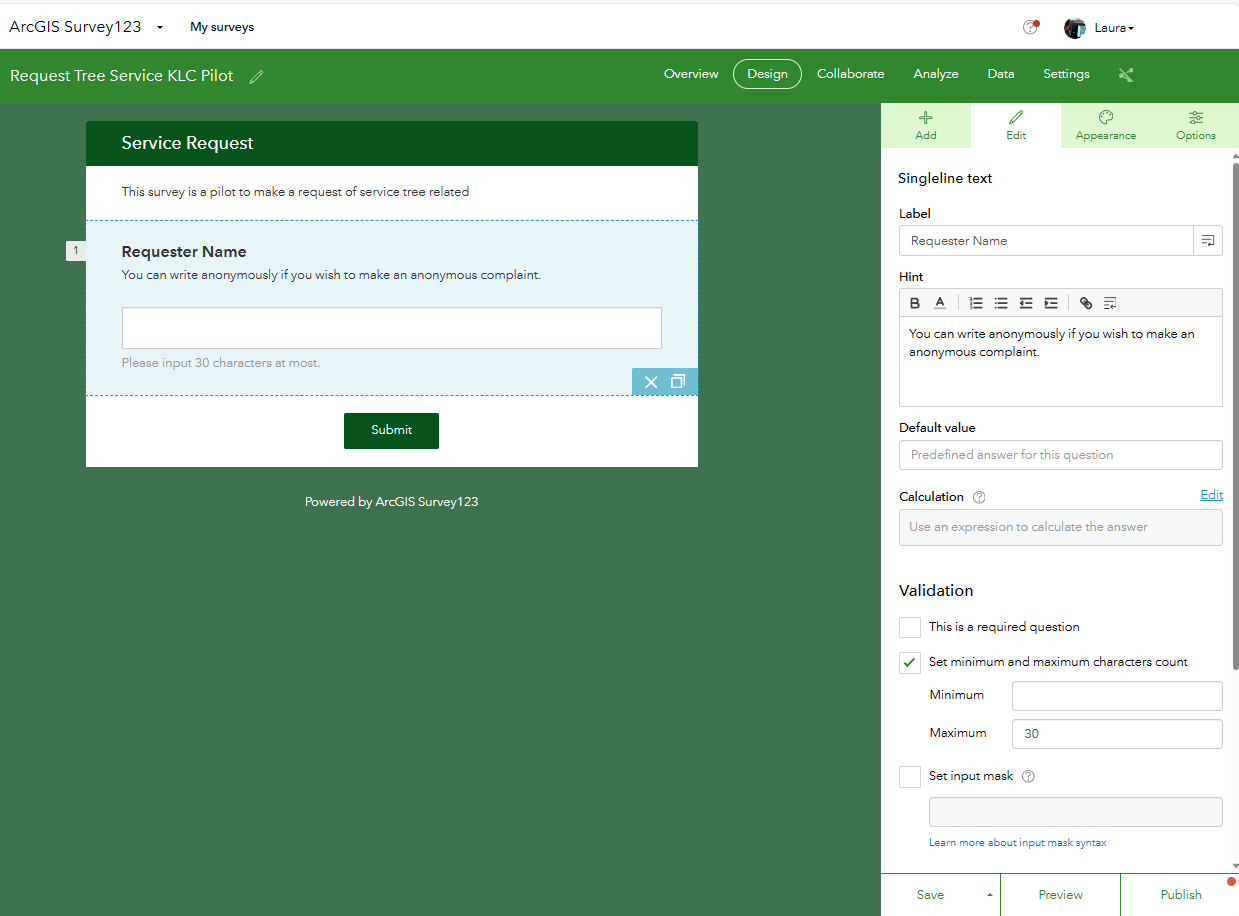 ArcGIS Survey123 My surveys Laura
Request Tree Service KLC Pilot Overview Design Collaborate Analyze Data Settings
Add Edit Appearance Options
Service Request
This survey is a pilot to make a request of service tree related
1
Requester Name
You can write anonymously if you wish to make an anonymous complaint.
Please input 30 characters at most.
Submit
Powered by ArcGIS Survey123
Singleline text
Label
Requester Name
Hint
B A
You can write anonymously if you wish to make an
anonymous complaint.
Default value
Predefined answer for this question
Calculation ? Edit
Use an expression to calculate the answer
Validation
This is a required question
Set minimum and maximum characters count
Minimum
Maximum 30
Set input mask ?
Learn more about input mask syntax
Save Preview Publish